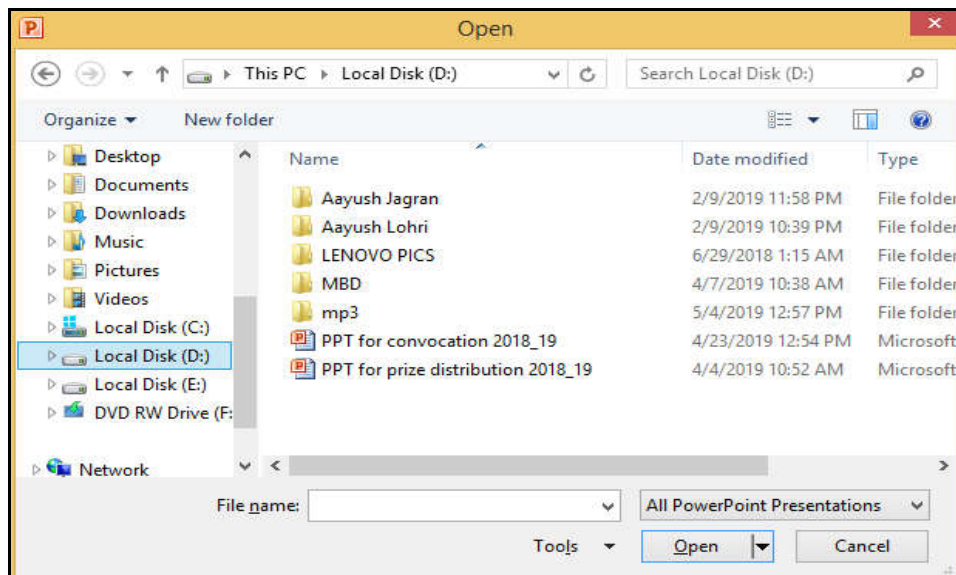 Open
This PC Local Disk (D:) Search Local Disk (D:)
Organize New folder
Name Date modified Type
Desktop
Documents
Downloads
Music
Pictures
Videos
Local Disk (C:)
Local Disk (D:)
Local Disk (E:)
DVD RW Drive (F:
Network
Aayush Jagran 2/9/2019 11:58 PM File folder
Aayush Lohri 2/9/2019 10:39 PM File folder
LENOVO PICS 6/29/2018 1:15 AM File folder
MBD 4/7/2019 10:38 AM File folder
mp3 5/4/2019 12:57 PM File folder
PPT for convocation 2018_19 4/23/2019 12:54 PM Microsoft
PPT for prize distribution 2018_19 4/4/2019 10:52 AM Microsoft
File name: All PowerPoint Presentations
Tools Open Cancel